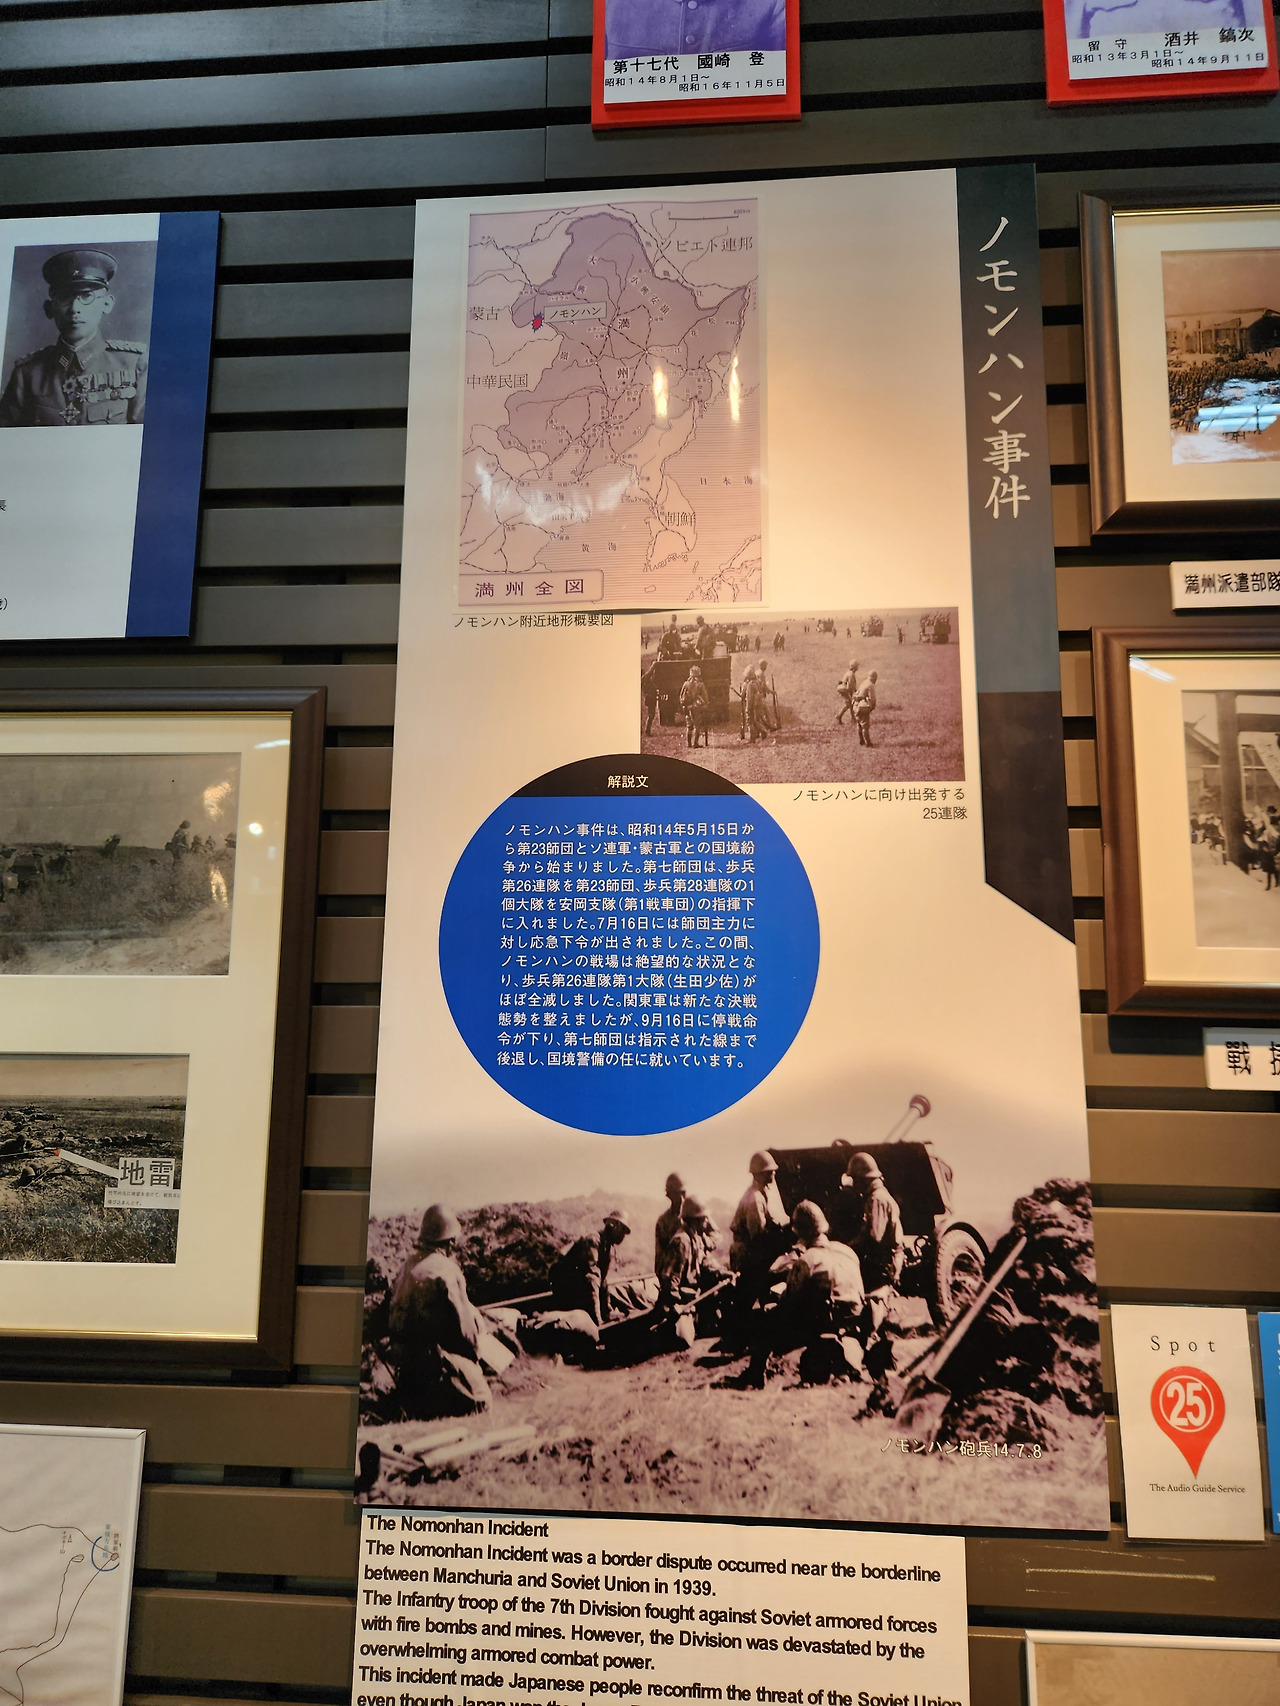 第十七代 國崎 登
昭和14年8月1日~
昭和16年11月5日
留守 酒井 鎬次
昭和13年3月1日~
昭和14年9月11日
ノモンハン事件
ソビエト連邦
蒙古
ノモンハン
満州
中華民国
日本海
朝鮮
渤海
黄海
満州全図
ノモンハン附近地形概要図
ノモンハンに向け出発する
25連隊
解説文
ノモンハン事件は、昭和14年5月15日か
ら第23師団とソ連軍・蒙古軍との国境紛
争から始まりました。第七師団は、歩兵
第26連隊を第23師団、歩兵第28連隊の1
個大隊を安岡支隊(第1戦車団)の指揮下
に入れました。7月16日には師団主力に
対し応急下令が出されました。この間、
ノモンハンの戦場は絶望的な状況とな
り、歩兵第26連隊第1大隊(生田少佐)が
ほぼ全滅しました。関東軍は新たな決戦
態勢を整えましたが、9月16日に停戦命
令が下り、第七師団は指示された線まで
後退し、国境警備の任に就いています。
ノモンハン砲兵14.7.8
The Nomonhan Incident
The Nomonhan Incident was a border dispute occurred near the borderline
between Manchuria and Soviet Union in 1939.
The Infantry troop of the 7th Division fought against Soviet armored forces
with fire bombs and mines. However, the Division was devastated by the
overwhelming armored combat power.
This incident made Japanese people reconfirm the threat of the Soviet Union
even though Japan won the
地雷
満州派遣部隊
戰
Spot
25
The Audio Guide Service